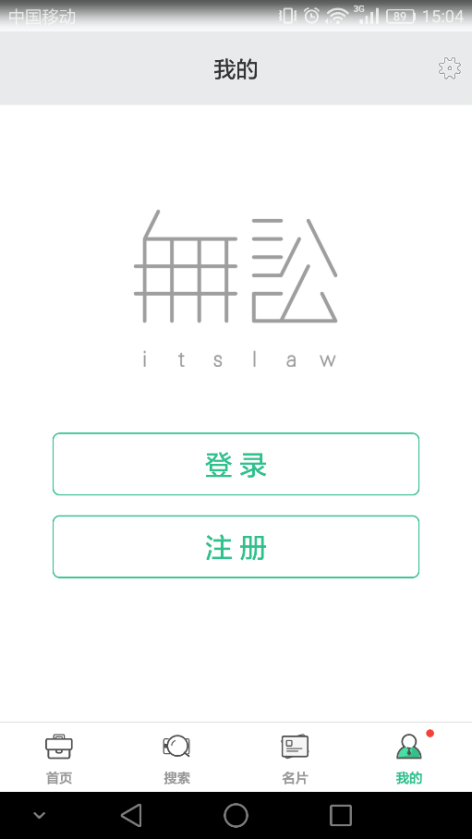 中国移动 3G 89 15:04
我的
無訟
itslaw
登录
注册
首页 搜索 名片 我的